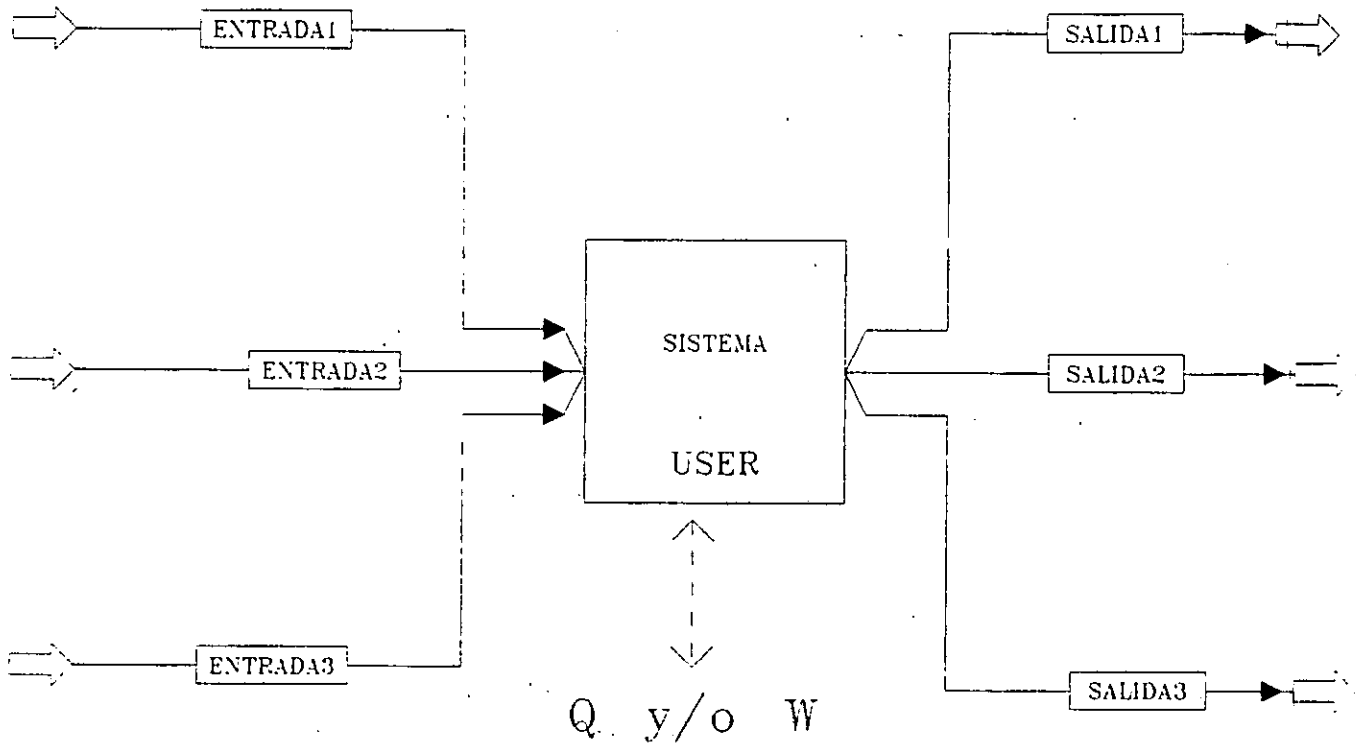 ENTRADA1
SALIDA1
SISTEMA
ENTRADA2
SALIDA2
USER
ENTRADA3
SALIDA3
Q y/o W